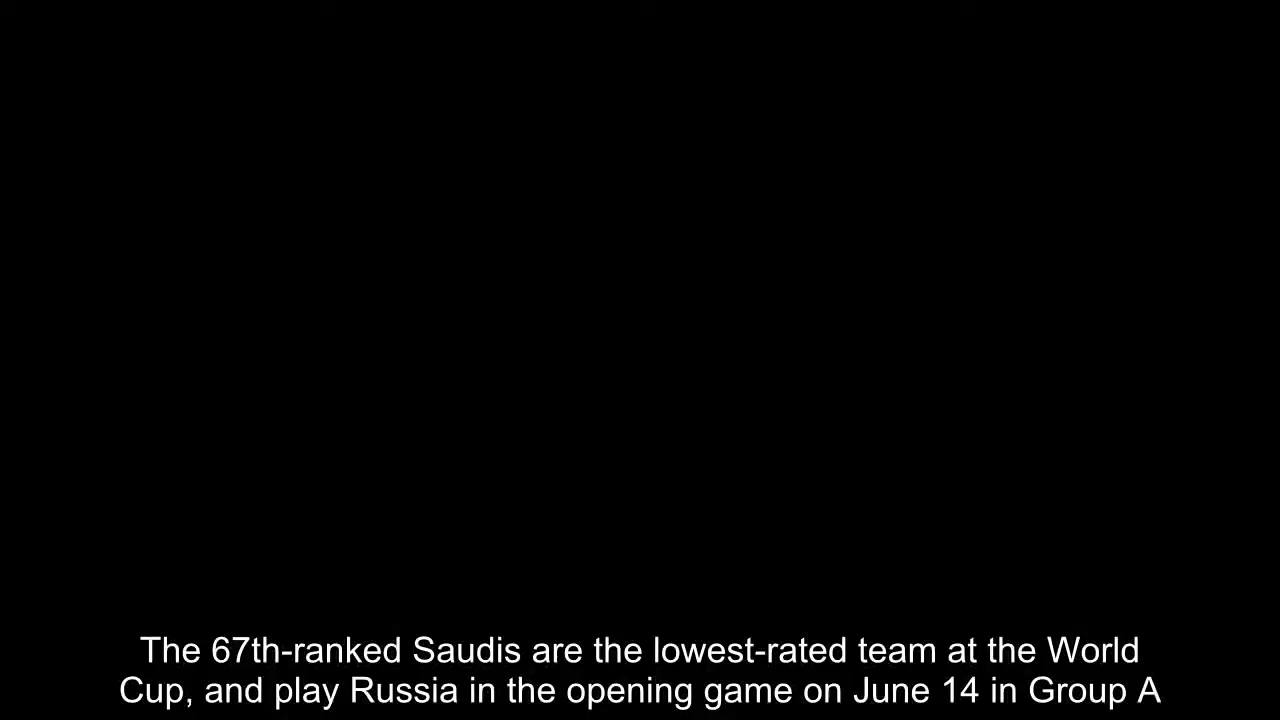 The 67th-ranked Saudis are the lowest-rated team at the World
Cup, and play Russia in the opening game on June 14 in Group A